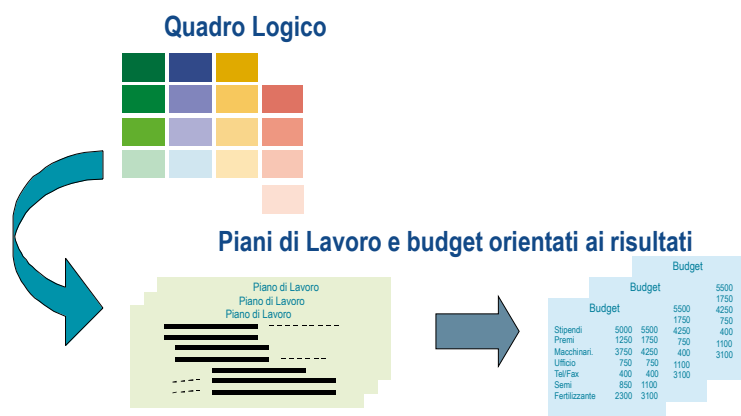 Quadro Logico
Piani di Lavoro e budget orientati ai risultati
Piano di Lavoro
Piano di Lavoro
Piano di Lavoro
Budget
5500
1750
4250
750
400
1100
3100
Budget
5500
1750
4250
750
400
1100
3100
Budget
Stipendi 5000 5500
Premi 1250 1750
Macchinari. 3750 4250
Ufficio 750 750
Tel/Fax 400 400
Semi 850 1100
Fertilizzante 2300 3100